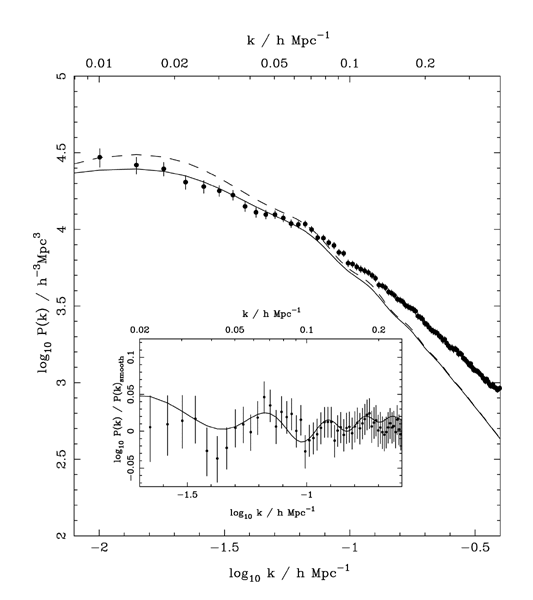 k / h Mpc⁻¹
0.01 0.02 0.05 0.1 0.2
5
4.5
4
3.5
3
2.5
2
log₁₀ P(k) / h⁻³Mpc³
k / h Mpc⁻¹
0.02 0.05 0.1 0.2
0.1
0.05
0
−0.05
log₁₀ P(k) / P(k)smooth
−1.5 −1
log₁₀ k / h Mpc⁻¹
−2 −1.5 −1 −0.5
log₁₀ k / h Mpc⁻¹